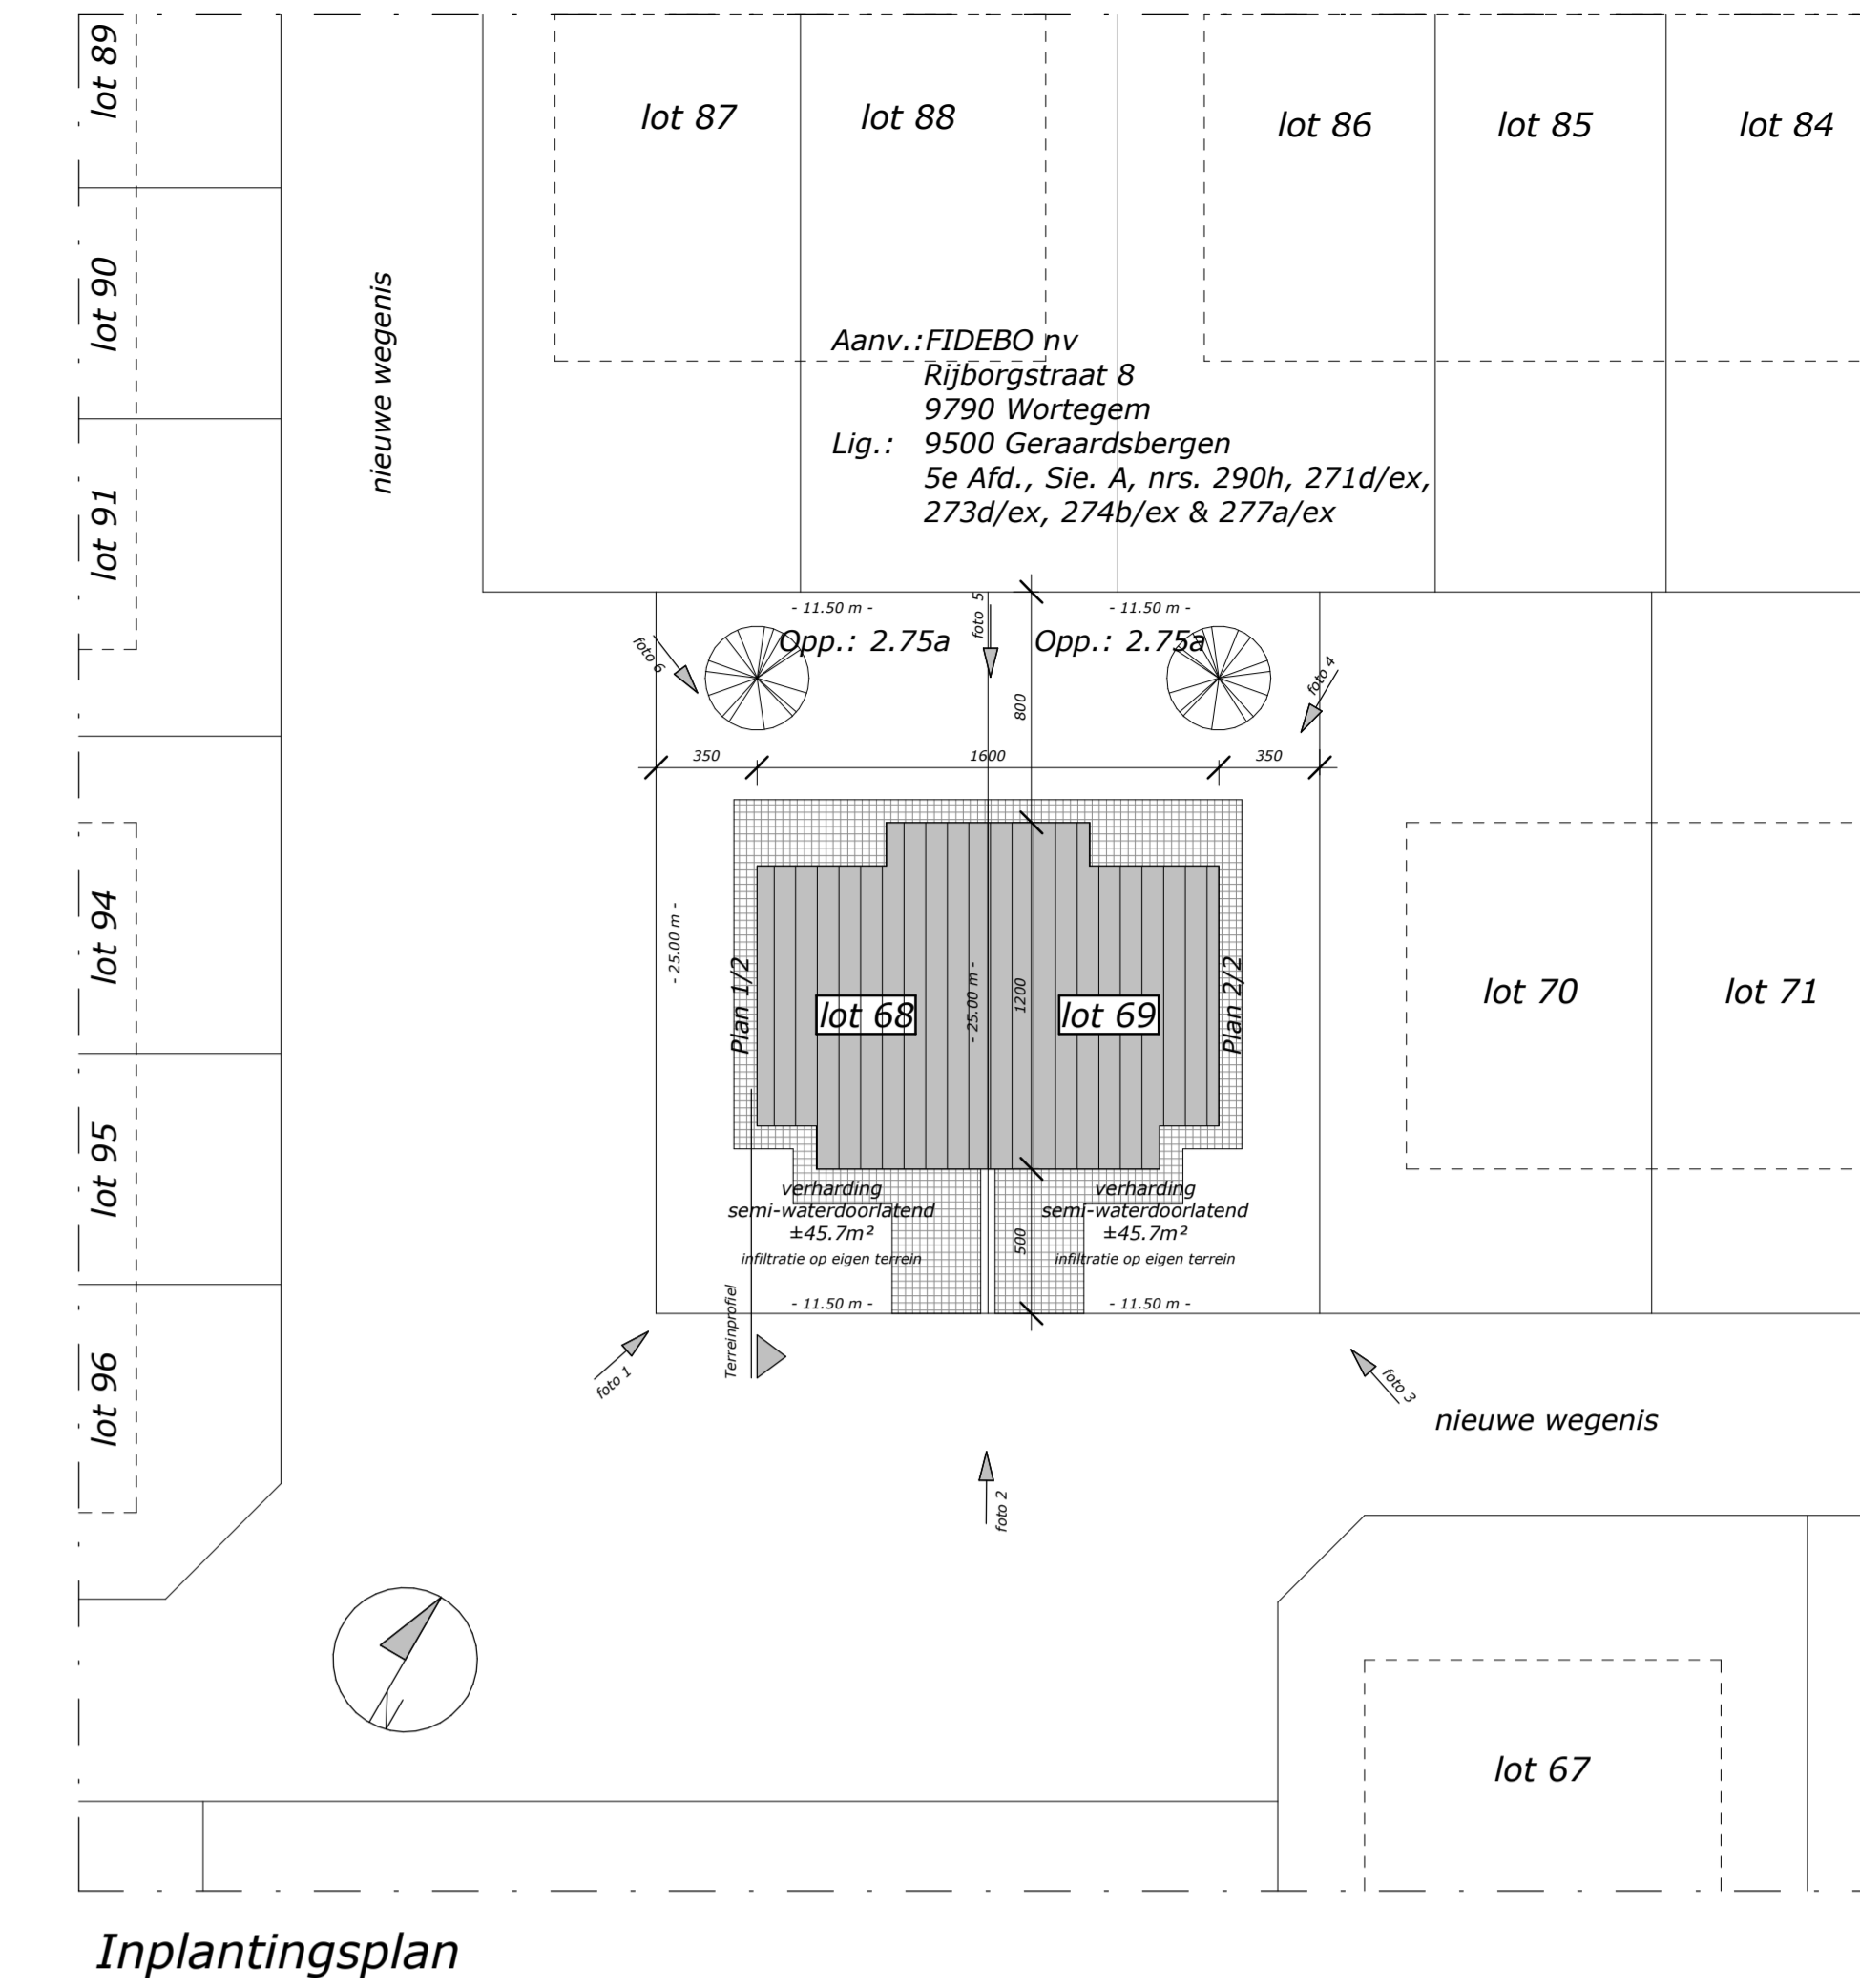 lot 89
lot 87
lot 88
lot 86
lot 85
lot 84
lot 90
nieuwe wegenis
Aanv.:FIDEBO nv
Rijborgstraat 8
9790 Wortegem
Lig.: 9500 Geraardsbergen
5e Afd., Sie. A, nrs. 290h, 271d/ex,
273d/ex, 274b/ex & 277a/ex
lot 91
- 11.50 m -
- 11.50 m -
foto 5
foto 6
Opp.: 2.75a
Opp.: 2.75a
foto 4
800
350
1600
350
- 25.00 m -
lot 94
Plan 1/2
lot 68
- 25.00 m -
1200
lot 69
Plan 2/2
lot 70
lot 71
lot 95
verharding
semi-waterdoorlatend
±45.7m²
infiltratie op eigen terrein
500
verharding
semi-waterdoorlatend
±45.7m²
infiltratie op eigen terrein
- 11.50 m -
- 11.50 m -
Terreinprofiel
lot 96
foto 1
foto 3
nieuwe wegenis
foto 2
N
lot 67
Inplantingsplan